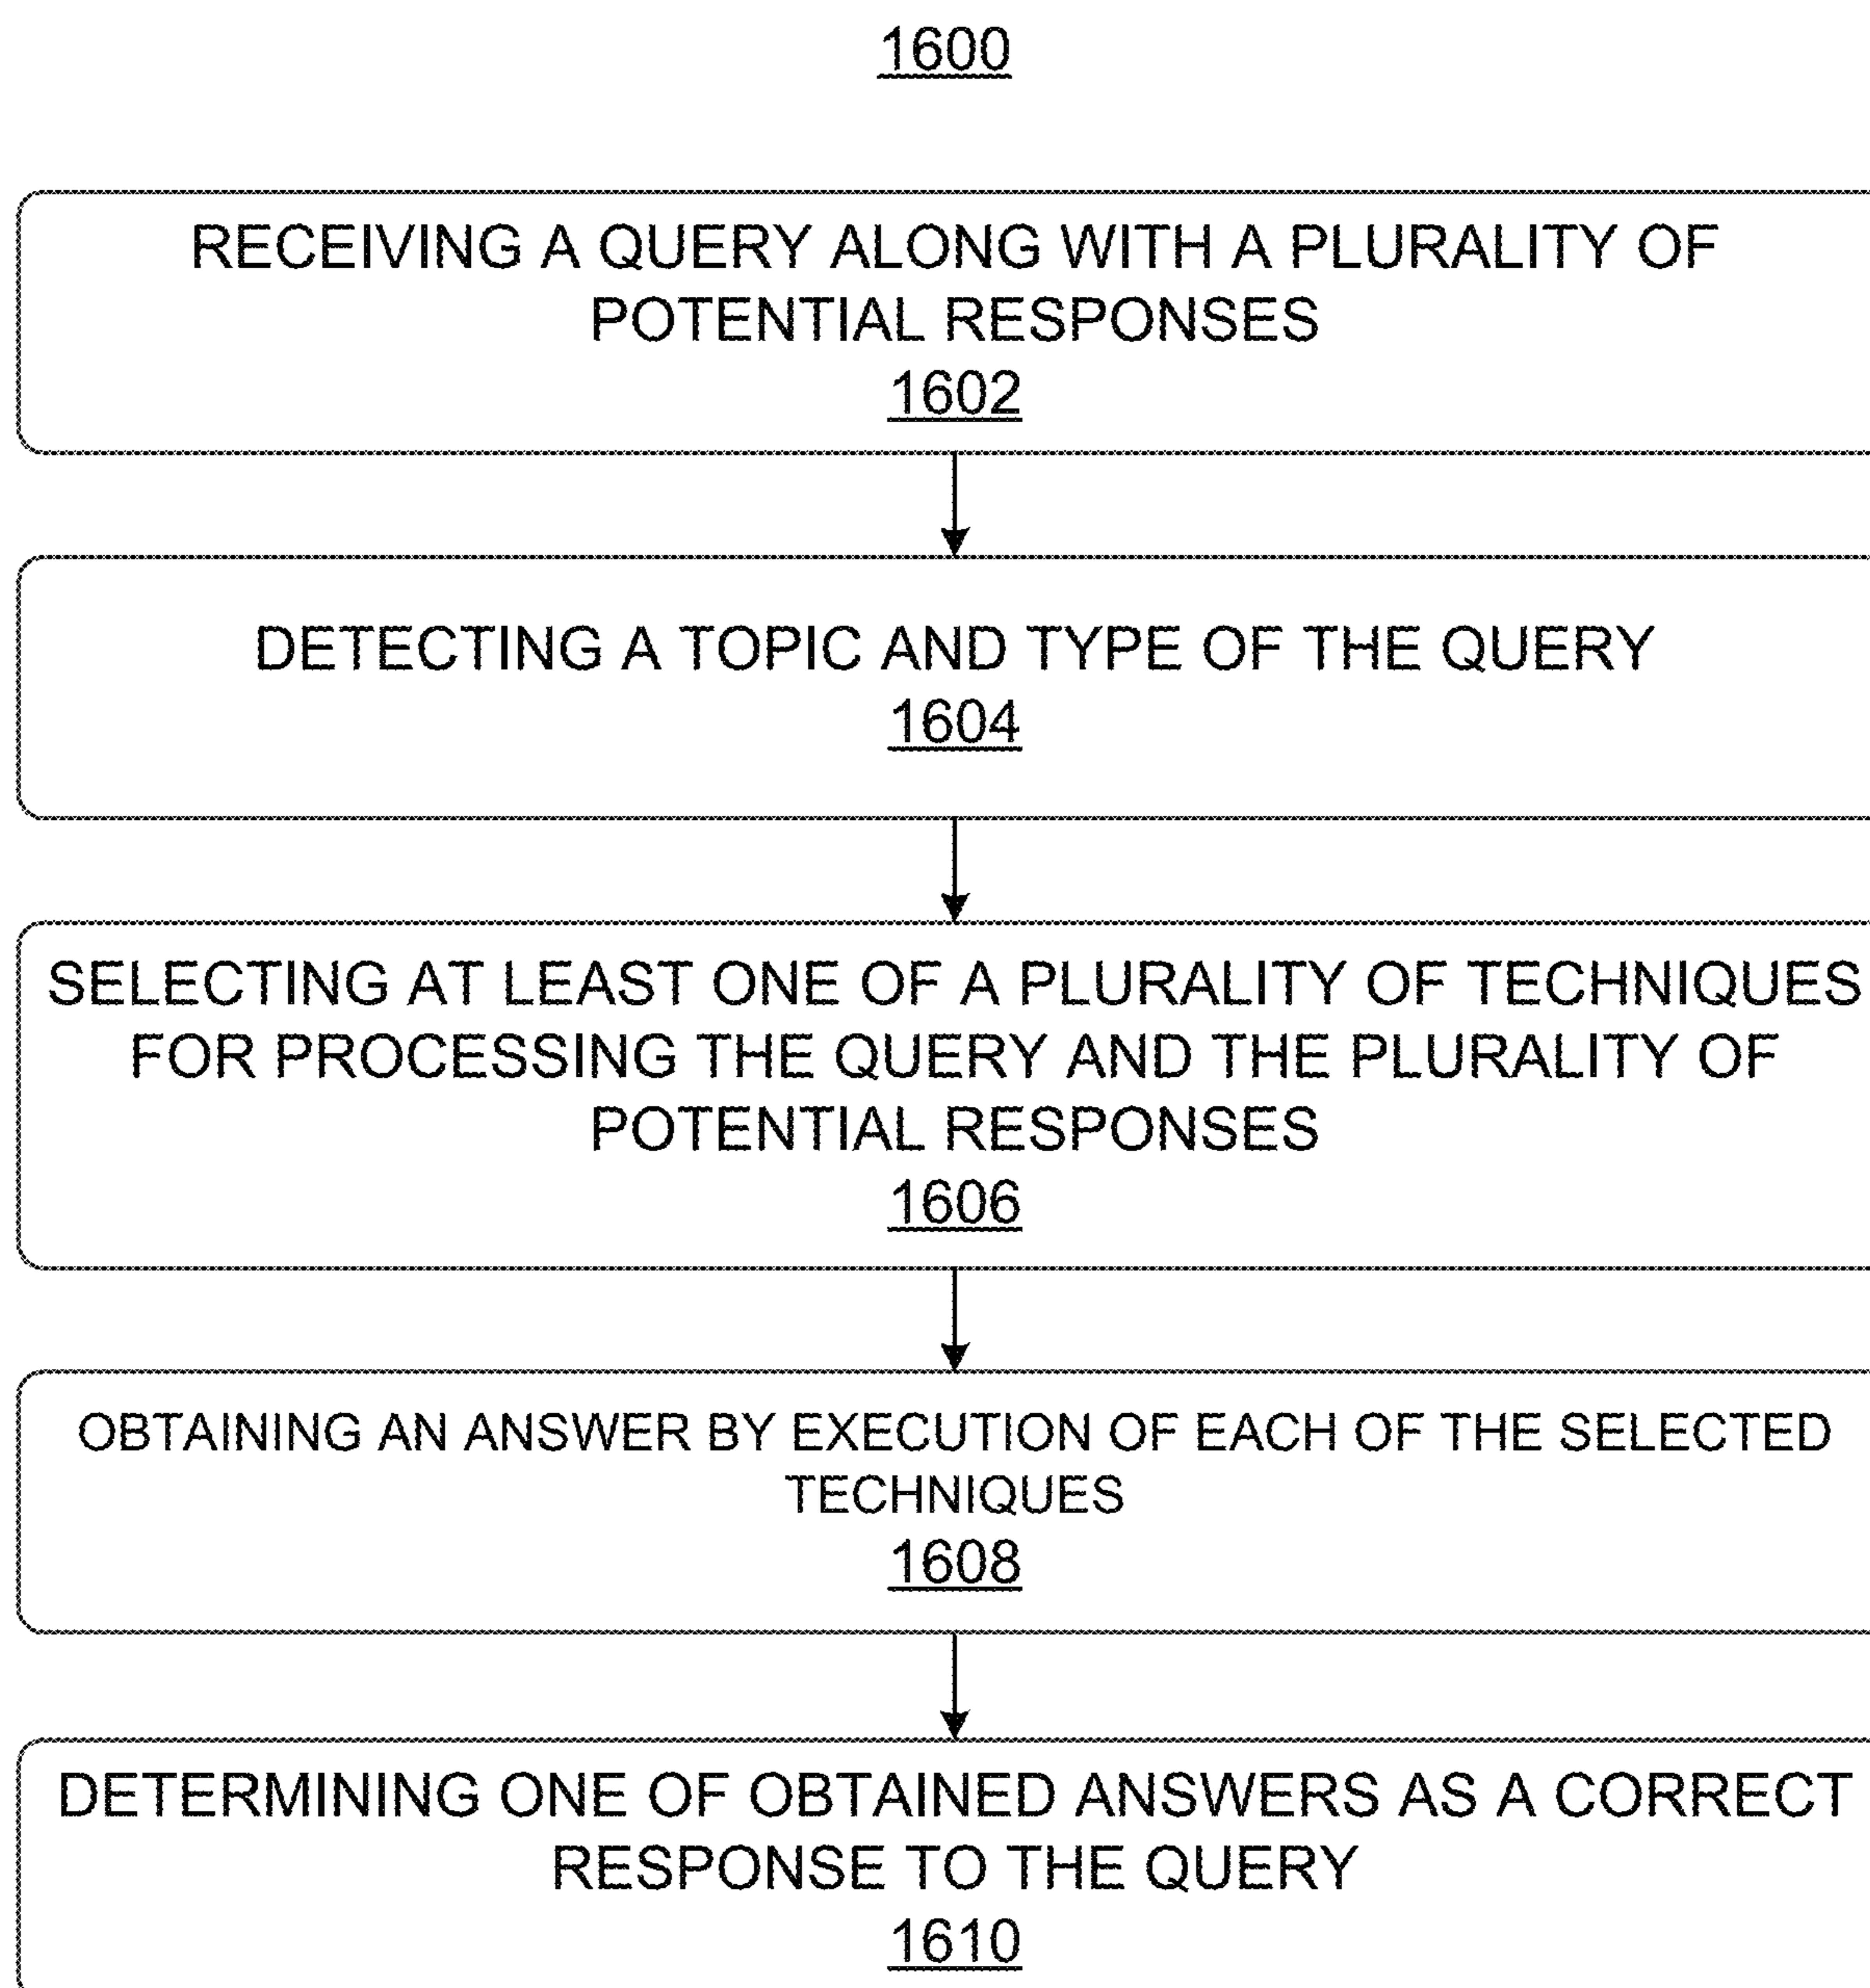 1600
RECEIVING A QUERY ALONG WITH A PLURALITY OF
POTENTIAL RESPONSES
1602
DETECTING A TOPIC AND TYPE OF THE QUERY
1604
SELECTING AT LEAST ONE OF A PLURALITY OF TECHNIQUES
FOR PROCESSING THE QUERY AND THE PLURALITY OF
POTENTIAL RESPONSES
1606
OBTAINING AN ANSWER BY EXECUTION OF EACH OF THE SELECTED
TECHNIQUES
1608
DETERMINING ONE OF OBTAINED ANSWERS AS A CORRECT
RESPONSE TO THE QUERY
1610